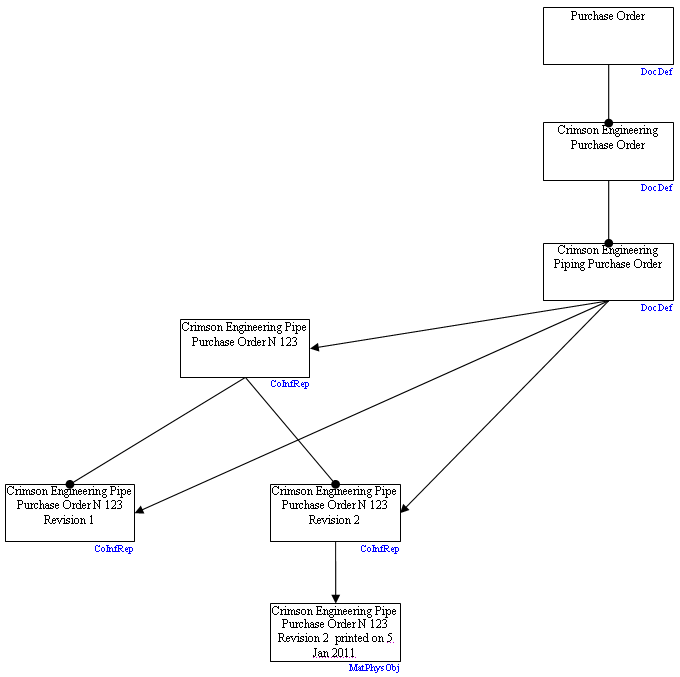 Purchase Order
DocDef
Crimson Engineering
Purchase Order
DocDef
Crimson Engineering
Piping Purchase Order
DocDef
Crimson Engineering Pipe
Purchase Order N 123
CoInfRep
Crimson Engineering Pipe
Purchase Order N 123
Revision 1
CoInfRep
Crimson Engineering Pipe
Purchase Order N 123
Revision 2
CoInfRep
Crimson Engineering Pipe
Purchase Order N 123
Revision 2 printed on 5
Jan 2011
MatPhysObj